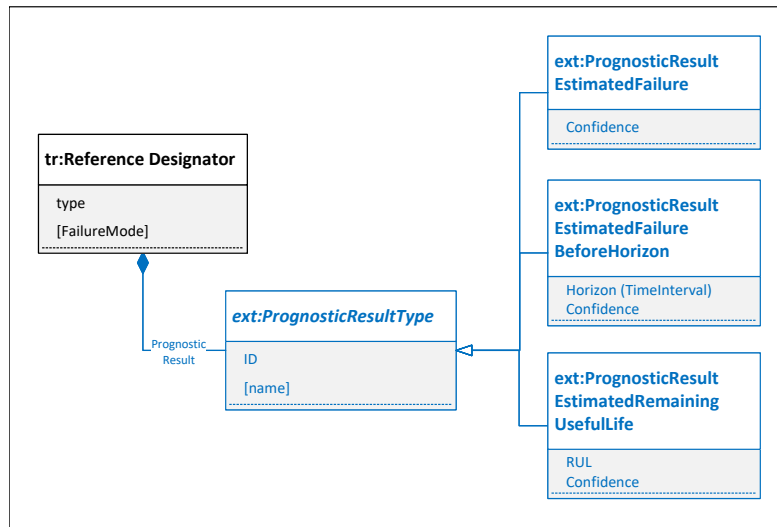 tr:Reference Designator
type
[FailureMode]
Prognostic
Result
ext:PrognosticResultType
ID
[name]
ext:PrognosticResult
EstimatedFailure
Confidence
ext:PrognosticResult
EstimatedFailure
BeforeHorizon
Horizon (TimeInterval)
Confidence
ext:PrognosticResult
EstimatedRemaining
UsefulLife
RUL
Confidence